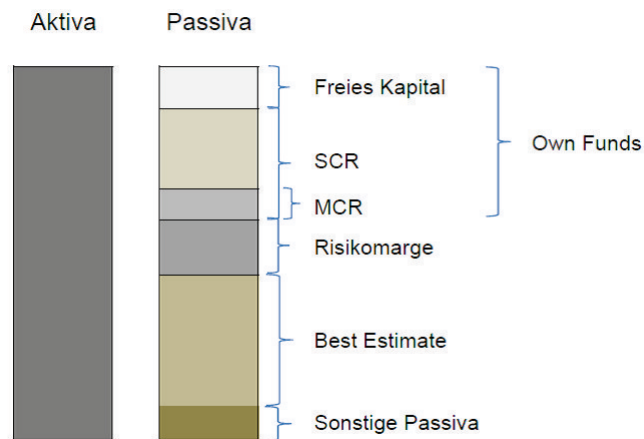 Aktiva
Passiva
Freies Kapital
Own Funds
SCR
MCR
Risikomarge
Best Estimate
Sonstige Passiva